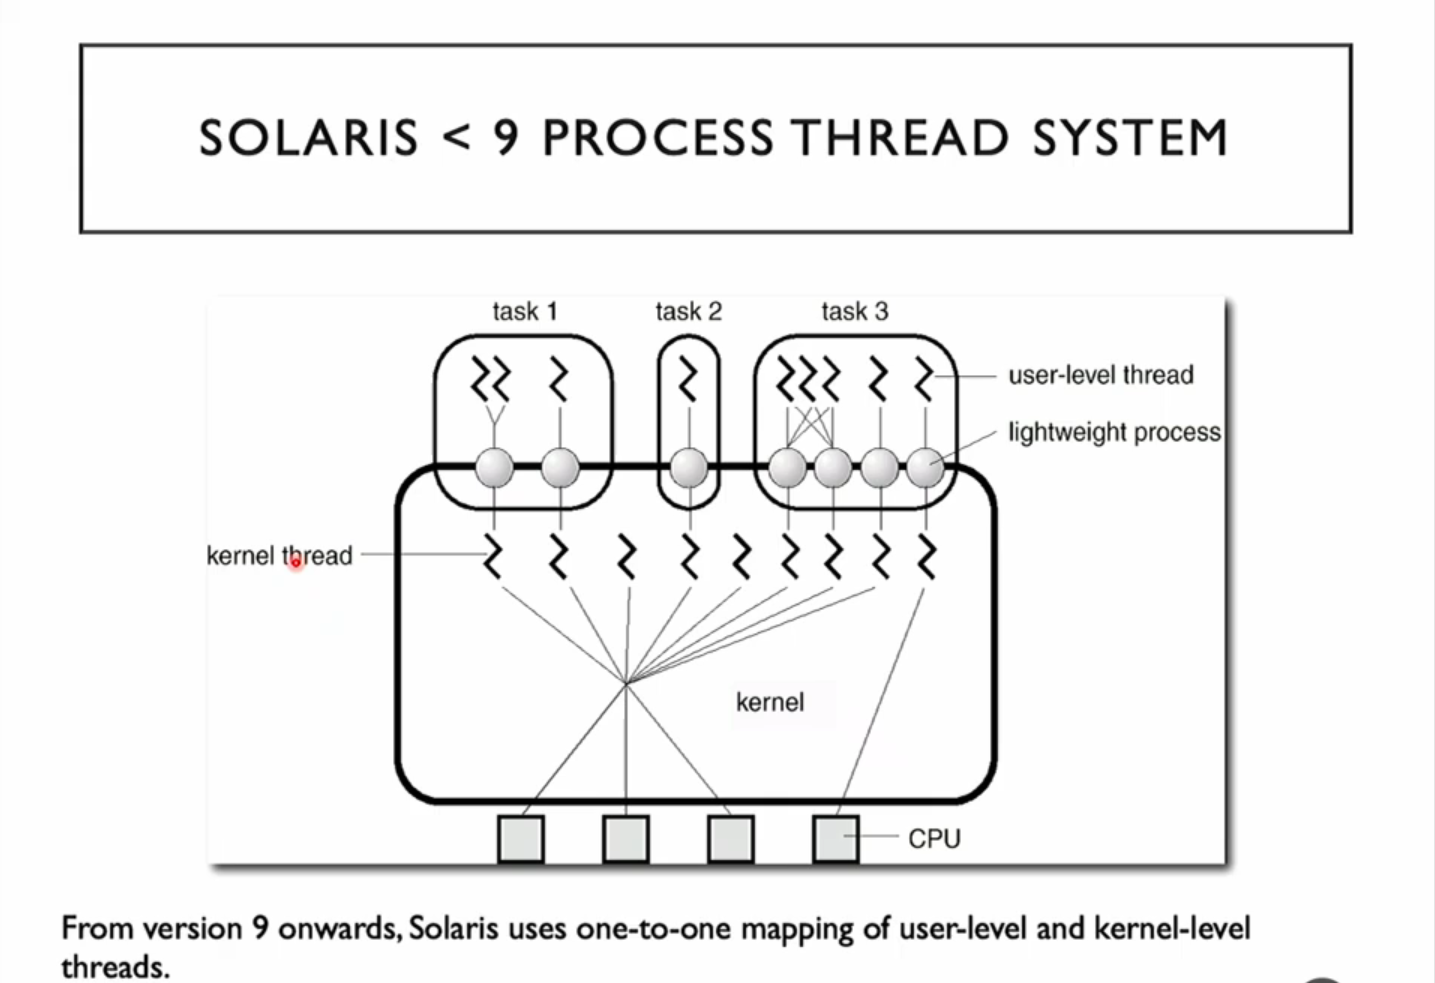 SOLARIS < 9 PROCESS THREAD SYSTEM
task 1
task 2
task 3
user-level thread
lightweight process
kernel thread
kernel
CPU
From version 9 onwards, Solaris uses one-to-one mapping of user-level and kernel-level
threads.